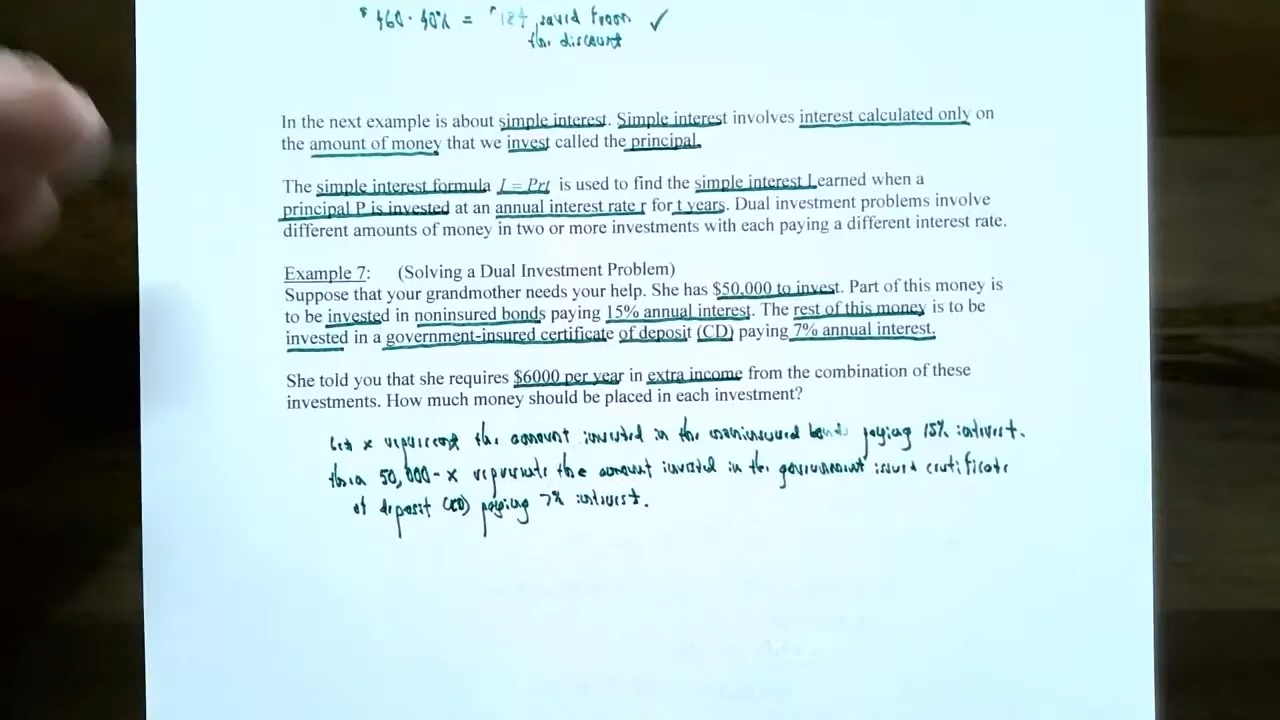 $460 · 40% = $184 saved from
the discount
In the next example is about simple interest. Simple interest involves interest calculated only on
the amount of money that we invest called the principal.
The simple interest formula I = Prt is used to find the simple interest I earned when a
principal P is invested at an annual interest rate r for t years. Dual investment problems involve
different amounts of money in two or more investments with each paying a different interest rate.
Example 7: (Solving a Dual Investment Problem)
Suppose that your grandmother needs your help. She has $50,000 to invest. Part of this money is
to be invested in noninsured bonds paying 15% annual interest. The rest of this money is to be
invested in a government-insured certificate of deposit (CD) paying 7% annual interest.
She told you that she requires $6000 per year in extra income from the combination of these
investments. How much money should be placed in each investment?
Let x represent the amount invested in the noninsured bonds paying 15% interest.
then 50,000-x represents the amount invested in the government issued certificate
of deposit (CD) paying 7% interest.